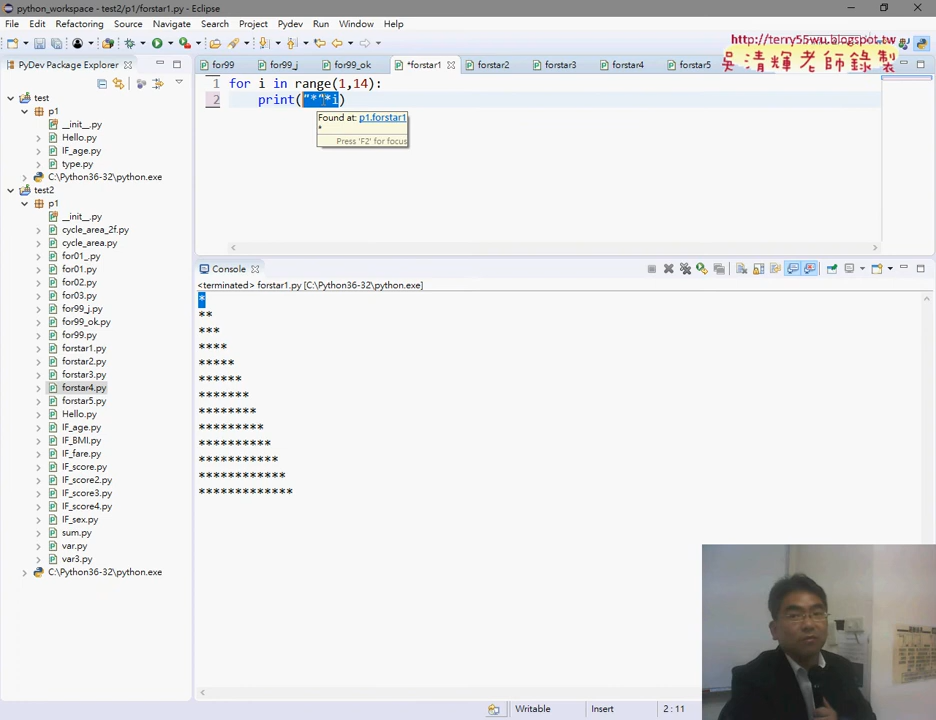 python_workspace - test2/p1/forstar1.py - Eclipse
File Edit Refactoring Source Navigate Search Project Pydev Run Window Help
http://terry55wu.blogspot.tw
吳清輝老師錄製
PyDev Package Explorer
for99 for99_j for99_ok *forstar1 forstar2 forstar3 forstar4 forstar5
1 for i in range(1,14):
2 print("*"*i)
Found at: p1.forstar1
*
Press 'F2' for focus
test
p1
__init__.py
Hello.py
IF_age.py
type.py
C:\Python36-32\python.exe
test2
p1
__init__.py
cycle_area_2f.py
cycle_area.py
for01_.py
for01.py
for02.py
for03.py
for99_j.py
for99_ok.py
for99.py
forstar1.py
forstar2.py
forstar3.py
forstar4.py
forstar5.py
Hello.py
IF_age.py
IF_BMI.py
IF_fare.py
IF_score.py
IF_score2.py
IF_score3.py
IF_score4.py
IF_sex.py
sum.py
var.py
var3.py
C:\Python36-32\python.exe
Console
<terminated> forstar1.py [C:\Python36-32\python.exe]
*
**
***
****
*****
******
*******
********
*********
**********
***********
************
*************
Writable Insert 2 : 11